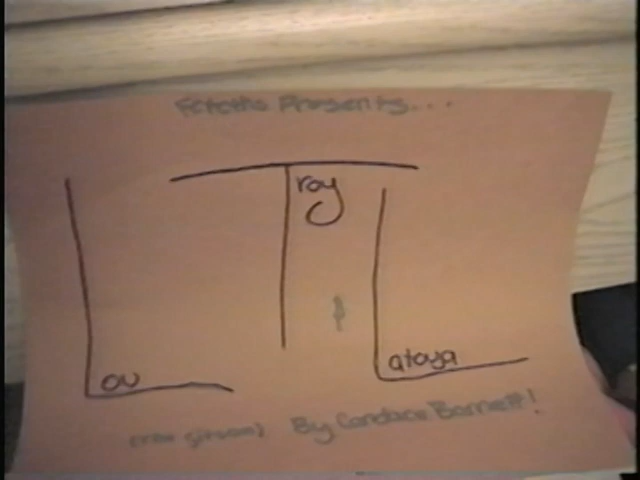 Presents...
Troy
&
Lou Latoya
By Candace Barnett!